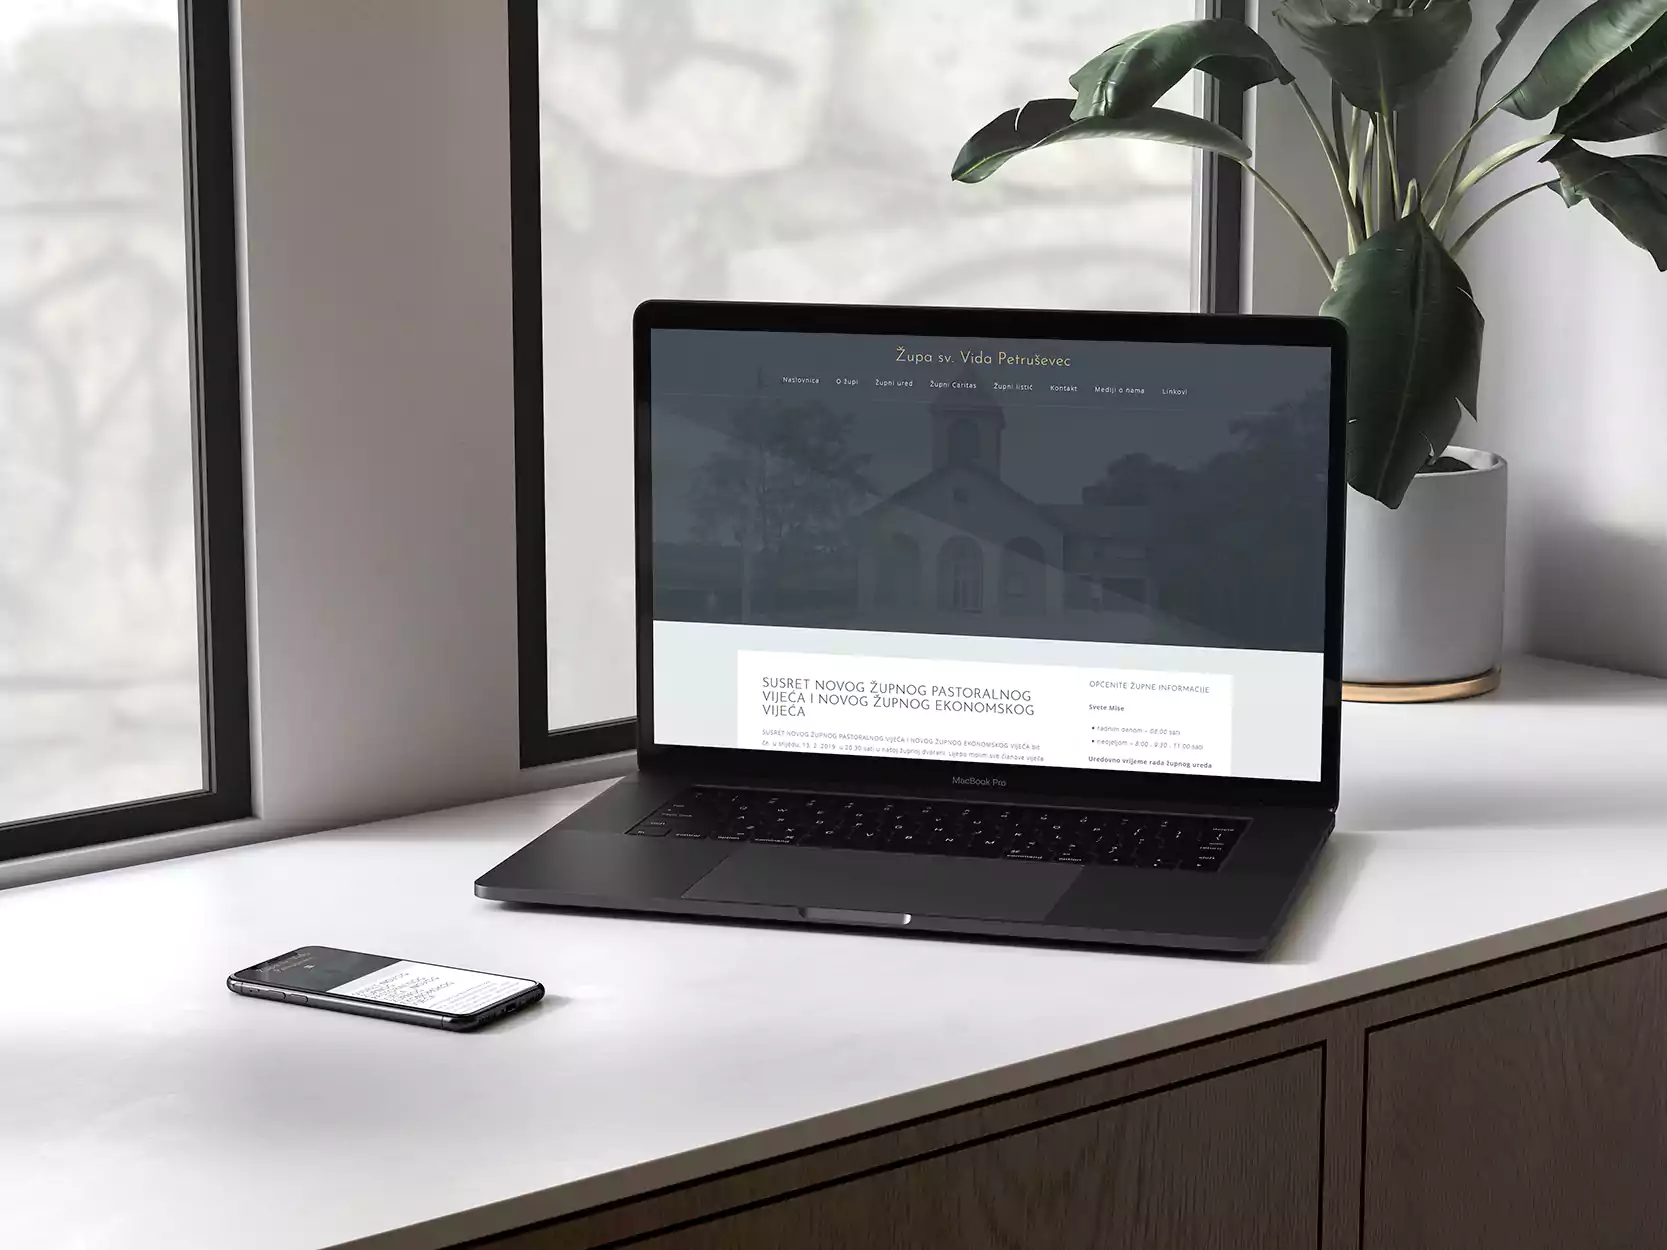 Župa sv. Vida Petruševec
Naslovnica O župi Župni ured Župni Caritas Župni listić Kontakt Mediji o nama Linkovi
SUSRET NOVOG ŽUPNOG PASTORALNOG
VIJEĆA I NOVOG ŽUPNOG EKONOMSKOG
VIJEĆA
SUSRET NOVOG ŽUPNOG PASTORALNOG VIJEĆA I NOVOG ŽUPNOG EKONOMSKOG VIJEĆA bit
će, u srijedu, 13. 2. 2019. u 20.30 sati u našoj župnoj dvorani. Lijepo molim sve članove vijeća
OPĆENITE ŽUPNE INFORMACIJE
Svete Mise
radnim danom – 08:00 sati
nedjeljom – 8:00, 9:30, 11:00 sati
Uredovno vrijeme rada župnog ureda
MacBook Pro